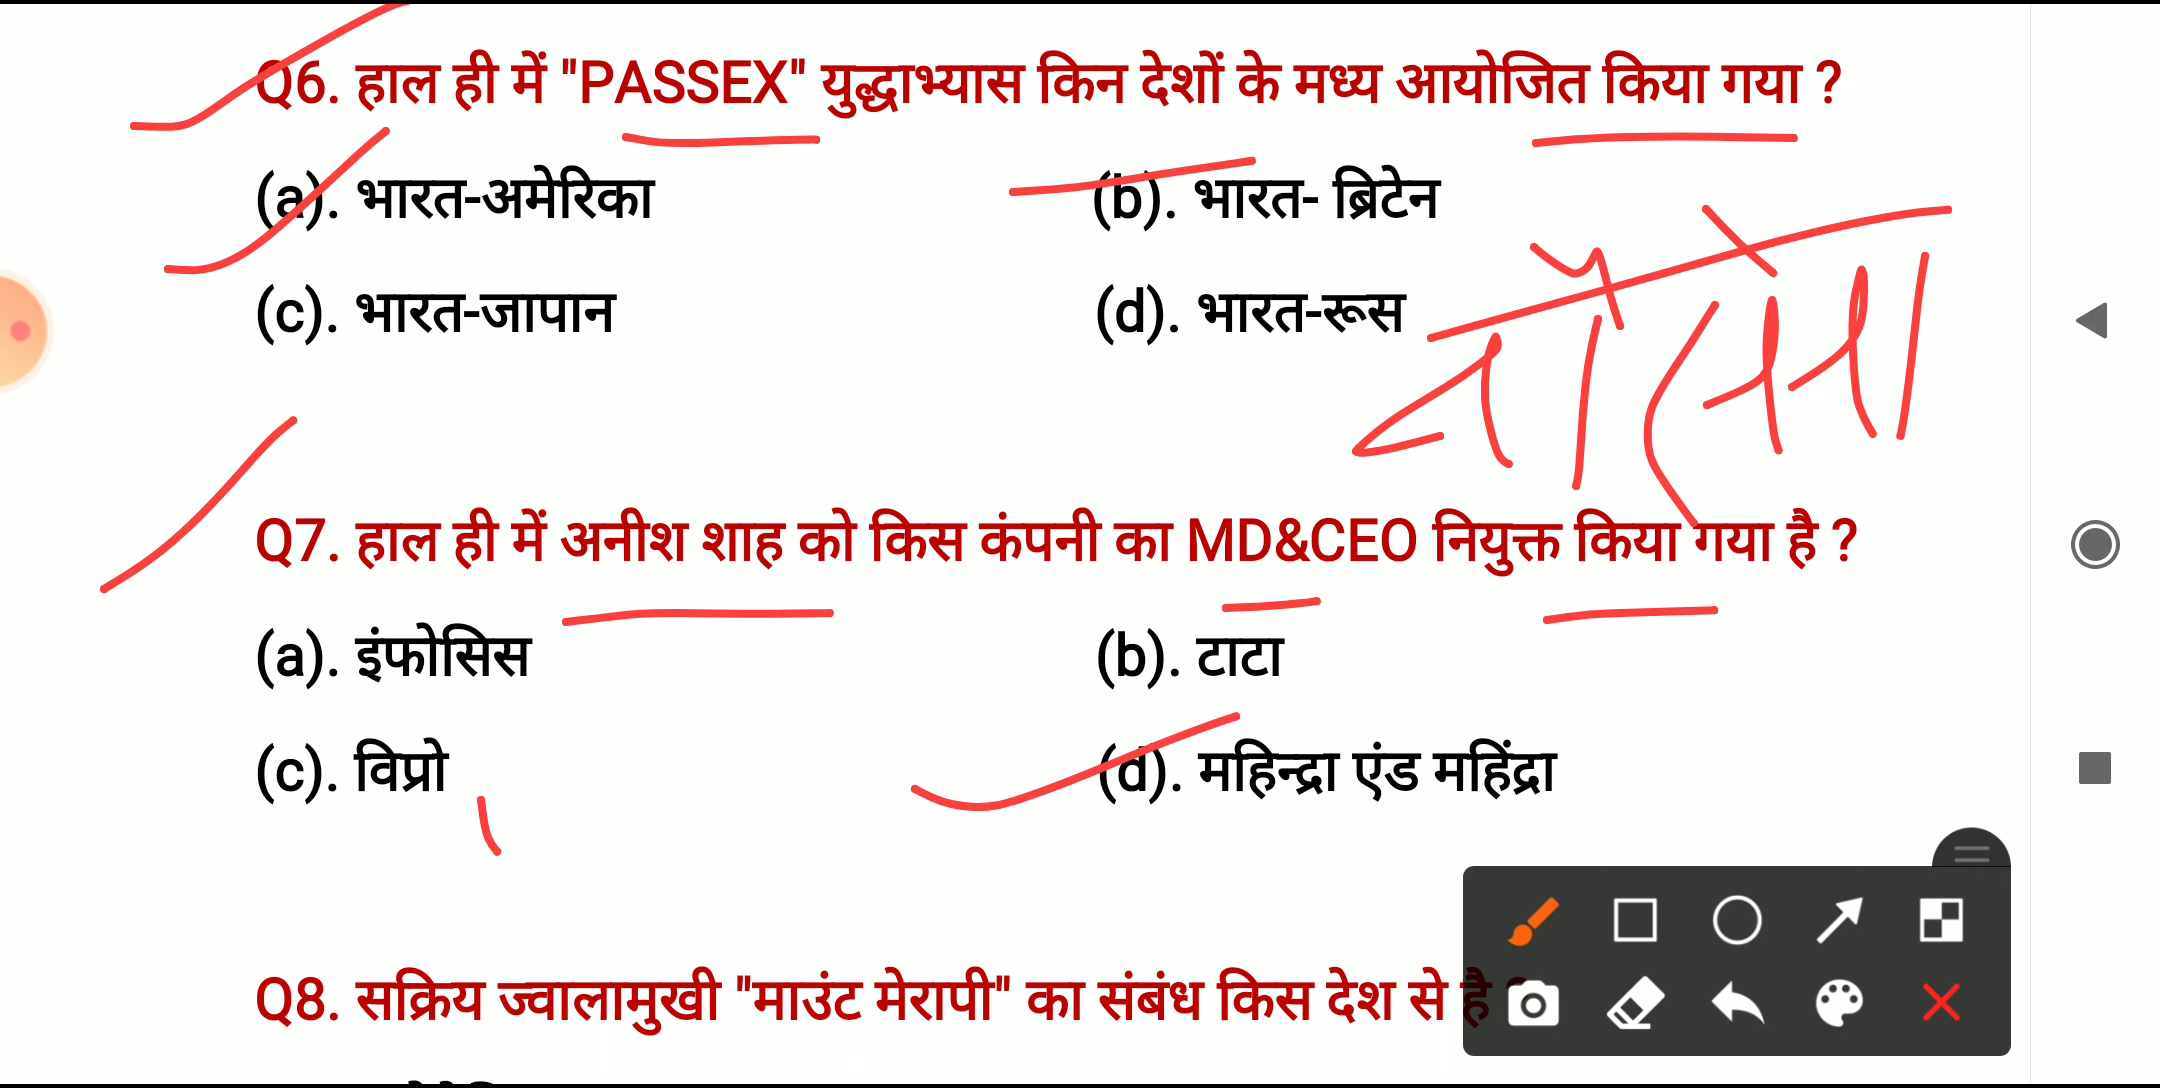 Q6. हाल ही में "PASSEX" युद्धाभ्यास किन देशों के मध्य आयोजित किया गया ?
(a). भारत-अमेरिका
(b). भारत- ब्रिटेन
(c). भारत-जापान
(d). भारत-रूस
Q7. हाल ही में अनीश शाह को किस कंपनी का MD&CEO नियुक्त किया गया है ?
(a). इंफोसिस
(b). टाटा
(c). विप्रो
(d). महिन्द्रा एंड महिंद्रा
Q8. सक्रिय ज्वालामुखी "माउंट मेरापी" का संबंध किस देश से है ?